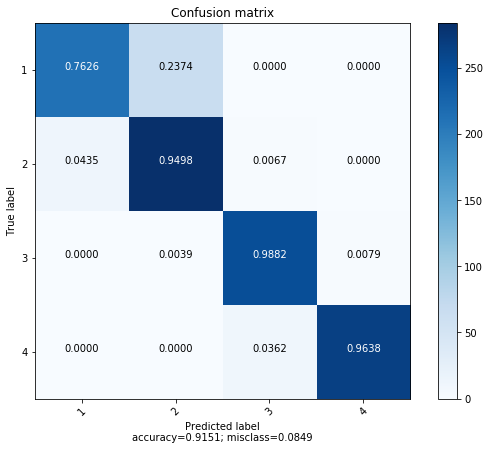 Confusion matrix
1 0.7626 0.2374 0.0000 0.0000
2 0.0435 0.9498 0.0067 0.0000
3 0.0000 0.0039 0.9882 0.0079
4 0.0000 0.0000 0.0362 0.9638
True label
1 2 3 4
Predicted label
accuracy=0.9151; misclass=0.0849
250
200
150
100
50
0